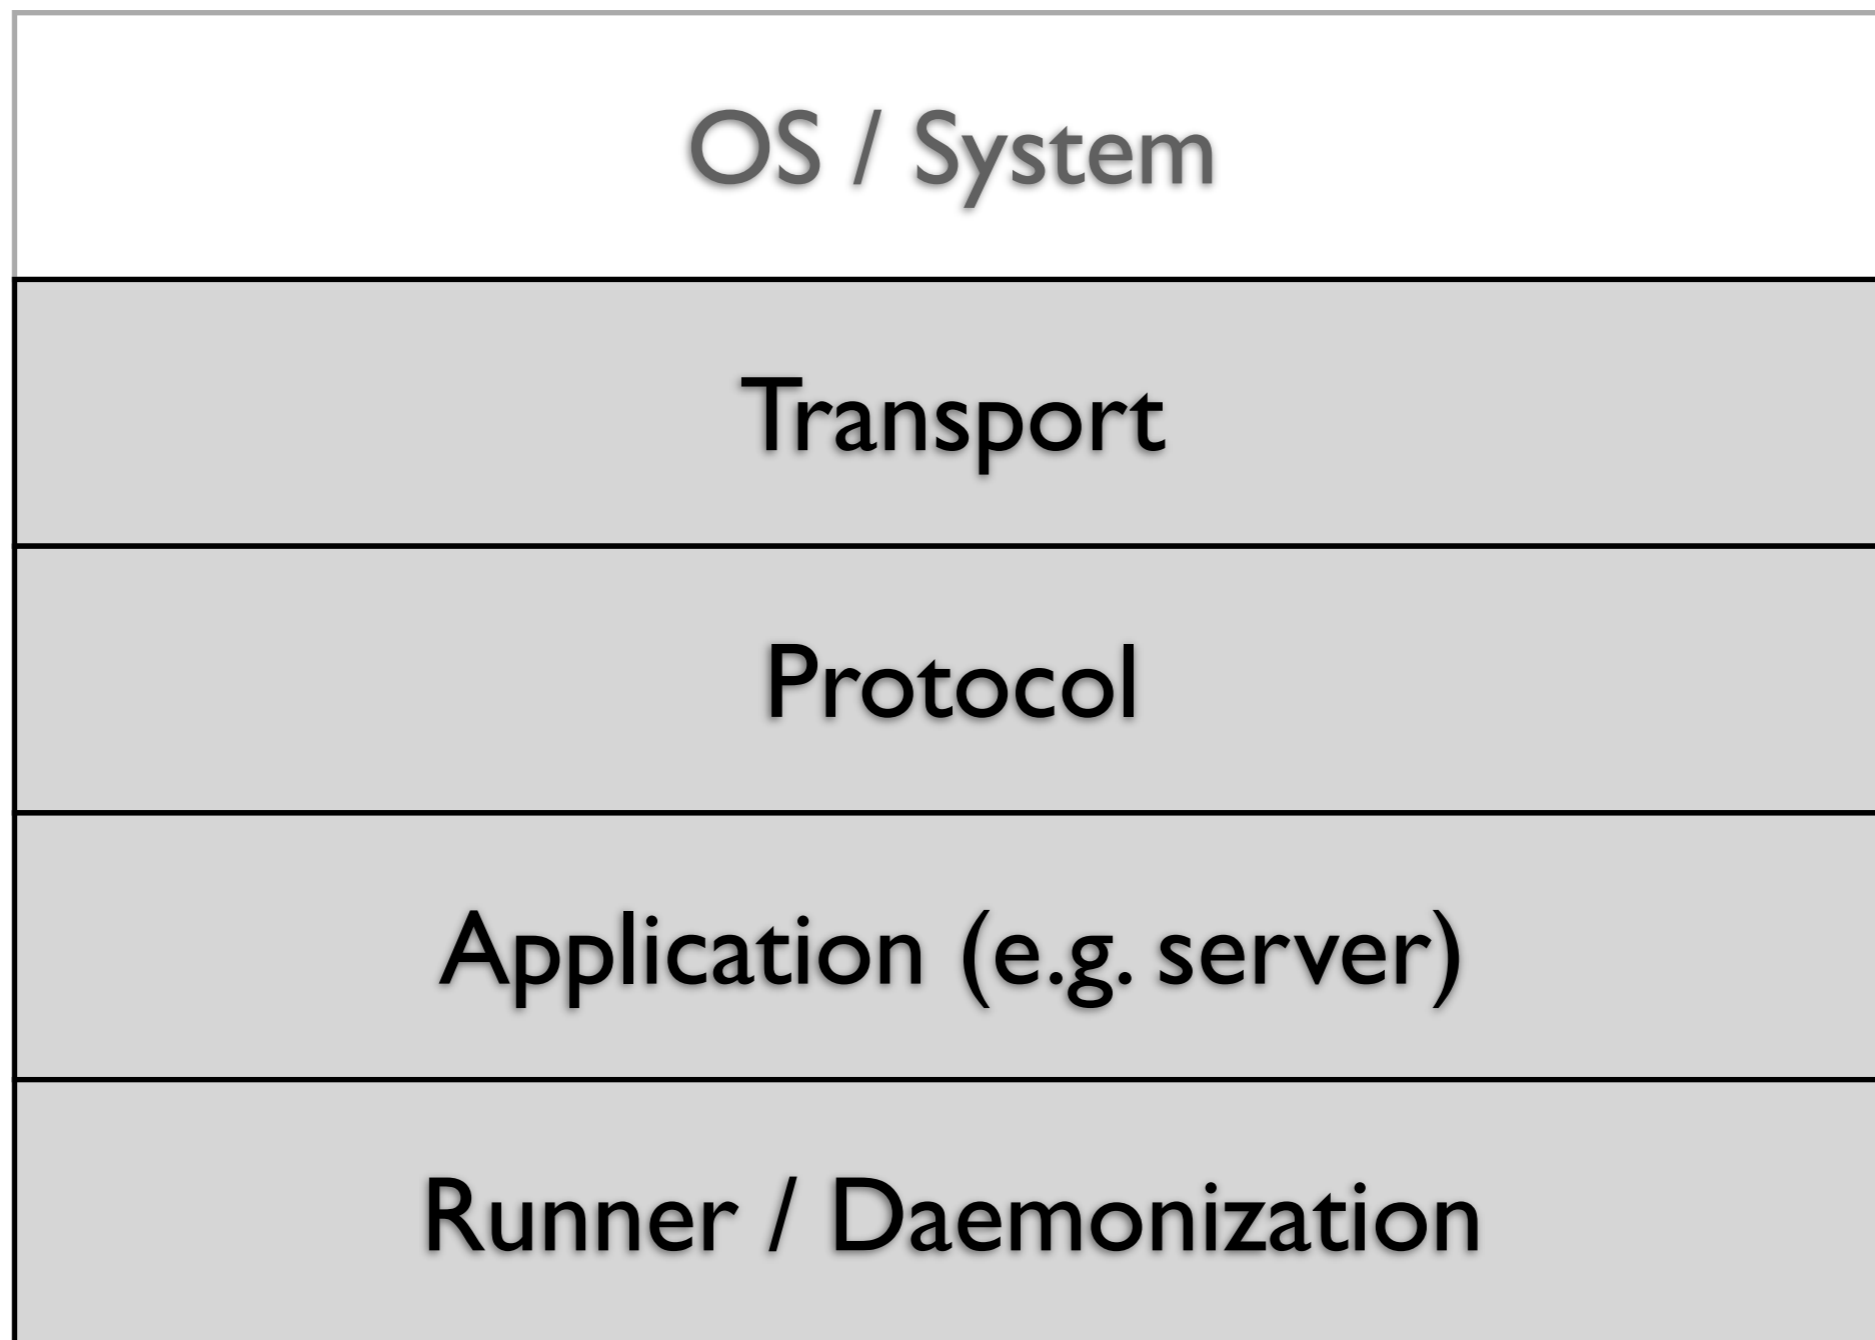 OS / System
Transport
Protocol
Application (e.g. server)
Runner / Daemonization